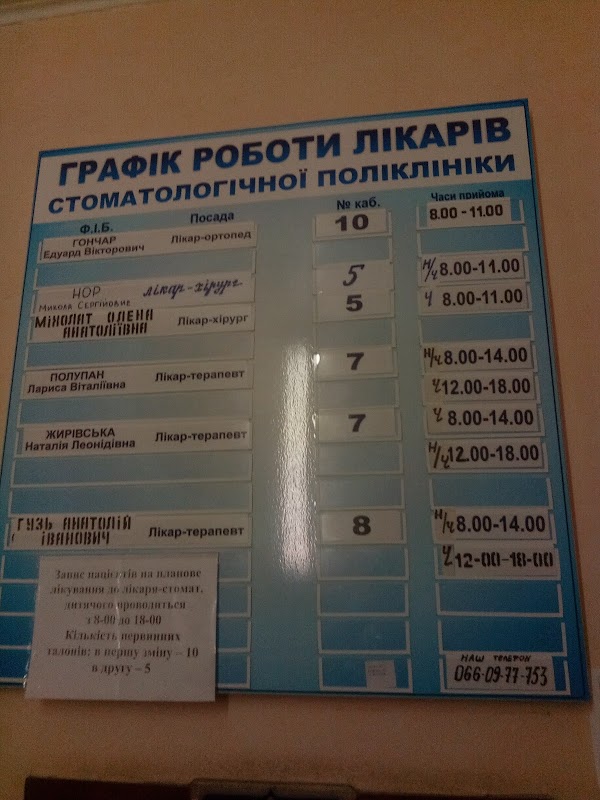 ГРАФІК РОБОТИ ЛІКАРІВ
СТОМАТОЛОГІЧНОЇ ПОЛІКЛІНІКИ
Ф.І.Б. Посада № каб. Часи прийома
ГОНЧАР
Едуард Вікторович Лікар-ортопед 10 8.00 - 11.00
НОР
Микола Сергійович лікар-хірург 5 н/ч 8.00-11.00
МІНОЛАТ ОЛЕНА
АНАТОЛІЇВНА Лікар-хірург 5 ч 8.00-11.00
ПОЛУПАН
Лариса Віталіївна Лікар-терапевт 7 н/ч 8.00-14.00
ч 12.00-18.00
ЖИРІВСЬКА
Наталія Леонідівна Лікар-терапевт 7 ч 8.00-14.00
н/ч 12.00-18.00
ГУЗЬ АНАТОЛІЙ
ІВАНОВИЧ Лікар-терапевт 8 н/ч 8.00-14.00
ч 12-00-18-00
Запис пацієнтів на планове
лікування до лікаря-стомат.
дитячого проводиться
з 8-00 до 18-00
Кількість первинних
талонів: в першу зміну – 10
в другу – 5
НАШ ТЕЛЕФОН
066-09-77-753